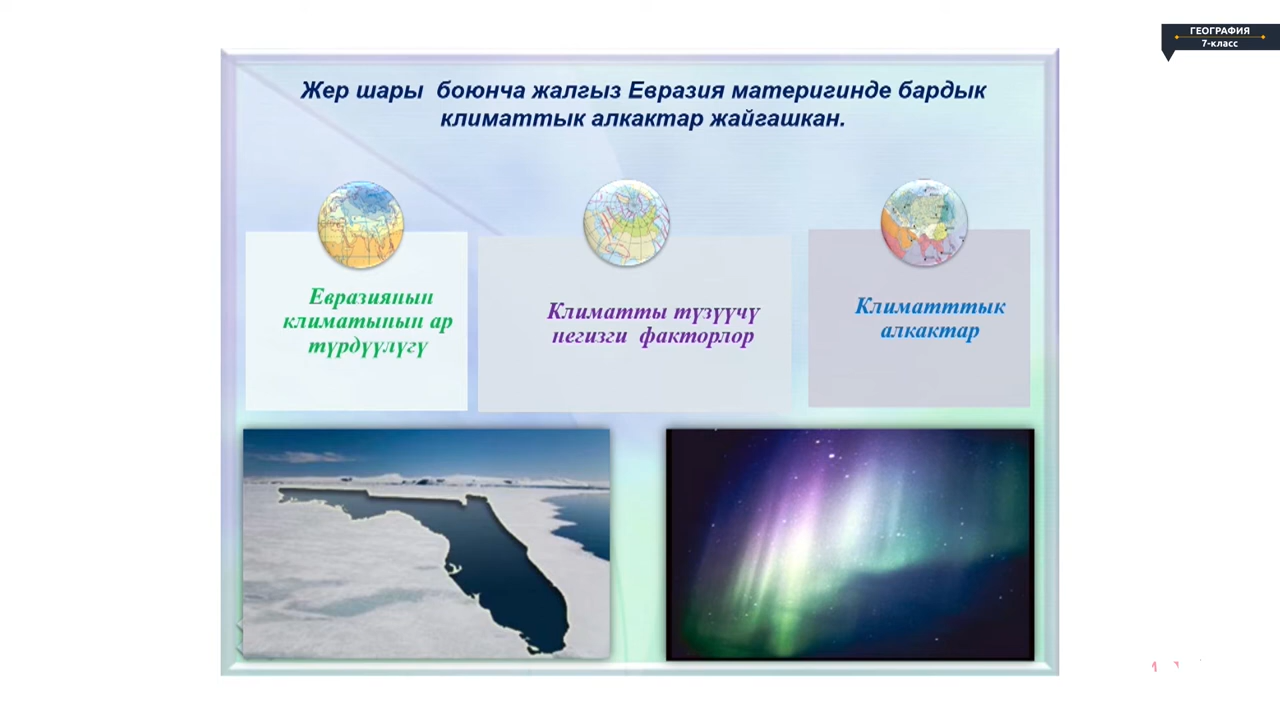 ГЕОГРАФИЯ
7-класс
Жер шары боюнча жалгыз Евразия материгинде бардык
климаттык алкактар жайгашкан.
Евразиянын
климатынын ар
түрдүүлүгү
Климатты түзүүчү
негизги факторлор
Климатттык
алкактар